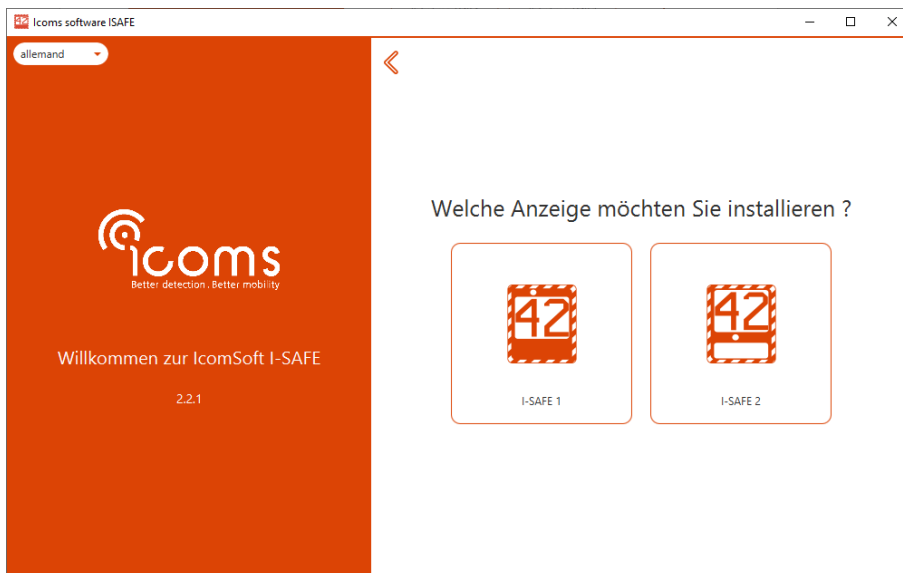 Icoms software ISAFE
allemand
icoms
Better detection. Better mobility
Willkommen zur IcomSoft I-SAFE
2.2.1
Welche Anzeige möchten Sie installieren ?
42
42
I-SAFE 1
I-SAFE 2